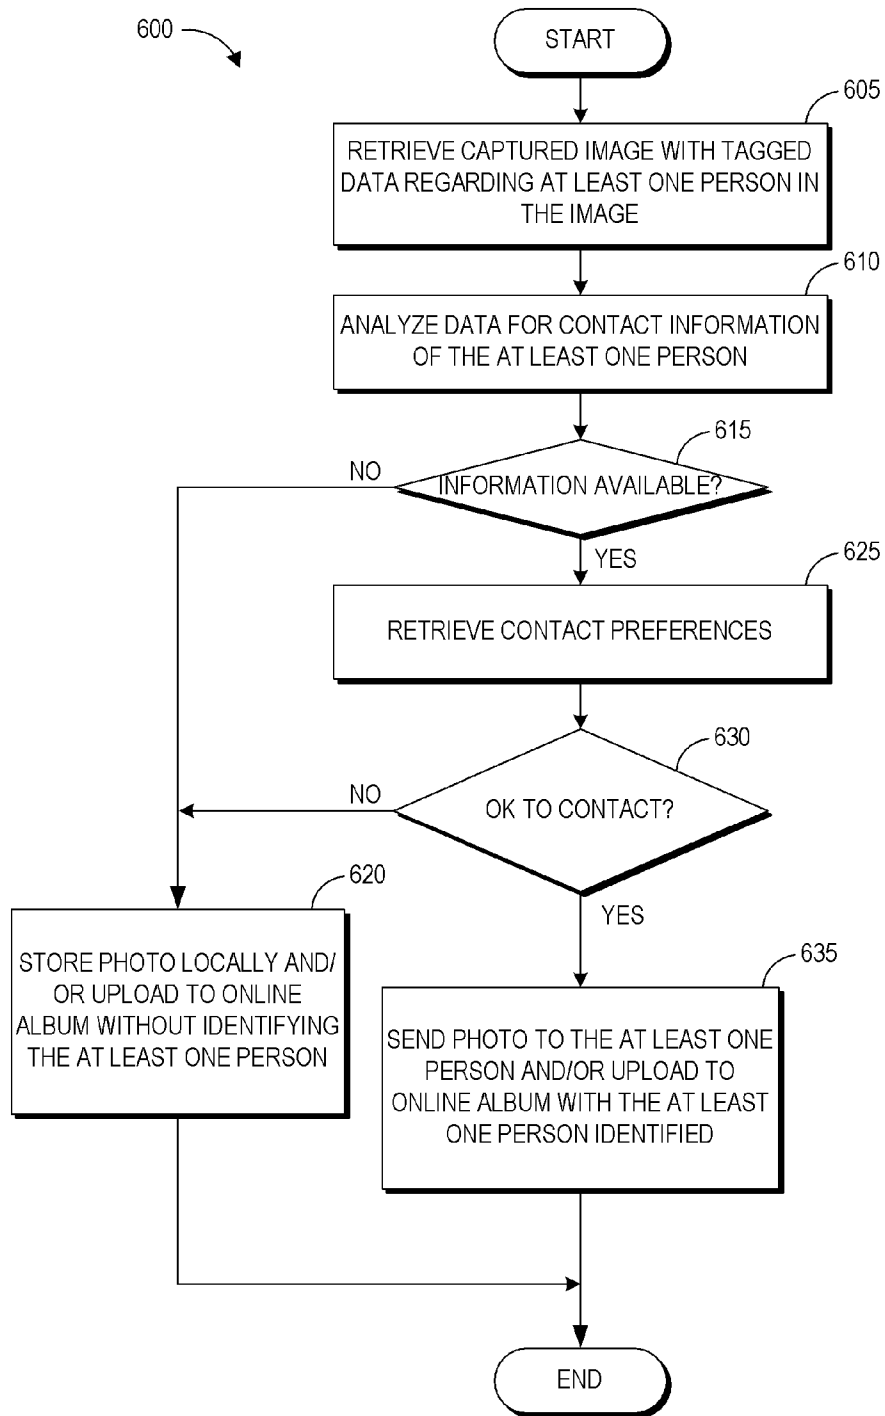 600
START
605
RETRIEVE CAPTURED IMAGE WITH TAGGED
DATA REGARDING AT LEAST ONE PERSON IN
THE IMAGE
610
ANALYZE DATA FOR CONTACT INFORMATION
OF THE AT LEAST ONE PERSON
615
NO
INFORMATION AVAILABLE?
YES
625
RETRIEVE CONTACT PREFERENCES
630
NO
OK TO CONTACT?
YES
620
STORE PHOTO LOCALLY AND/
OR UPLOAD TO ONLINE
ALBUM WITHOUT IDENTIFYING
THE AT LEAST ONE PERSON
635
SEND PHOTO TO THE AT LEAST ONE
PERSON AND/OR UPLOAD TO
ONLINE ALBUM WITH THE AT LEAST
ONE PERSON IDENTIFIED
END